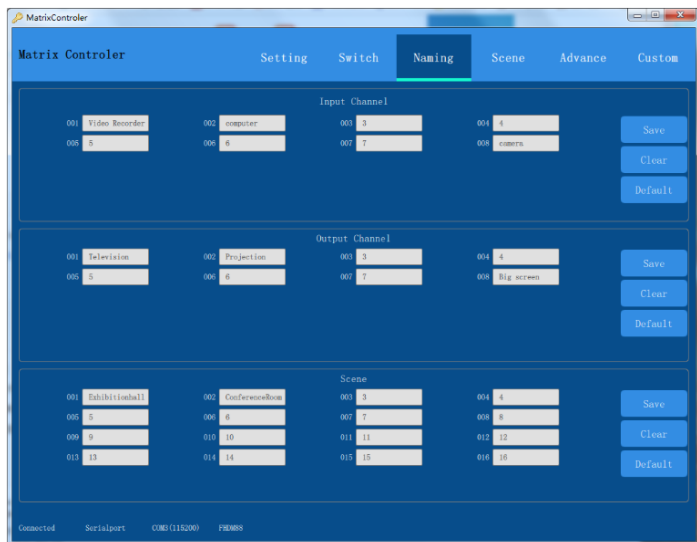 MatrixControler
Matrix Controler Setting Switch Naming Scene Advance Custom
Input Channel
001 Video Recorder 002 computer 003 3 004 4
005 5 006 6 007 7 008 camera
Save
Clear
Default
Output Channel
001 Television 002 Projection 003 3 004 4
005 5 006 6 007 7 008 Big screen
Save
Clear
Default
Scene
001 Exhibitionhall 002 ConferenceRoom 003 3 004 4
005 5 006 6 007 7 008 8
009 9 010 10 011 11 012 12
013 13 014 14 015 15 016 16
Save
Clear
Default
Connected Serialport COM3(115200) FHDM88